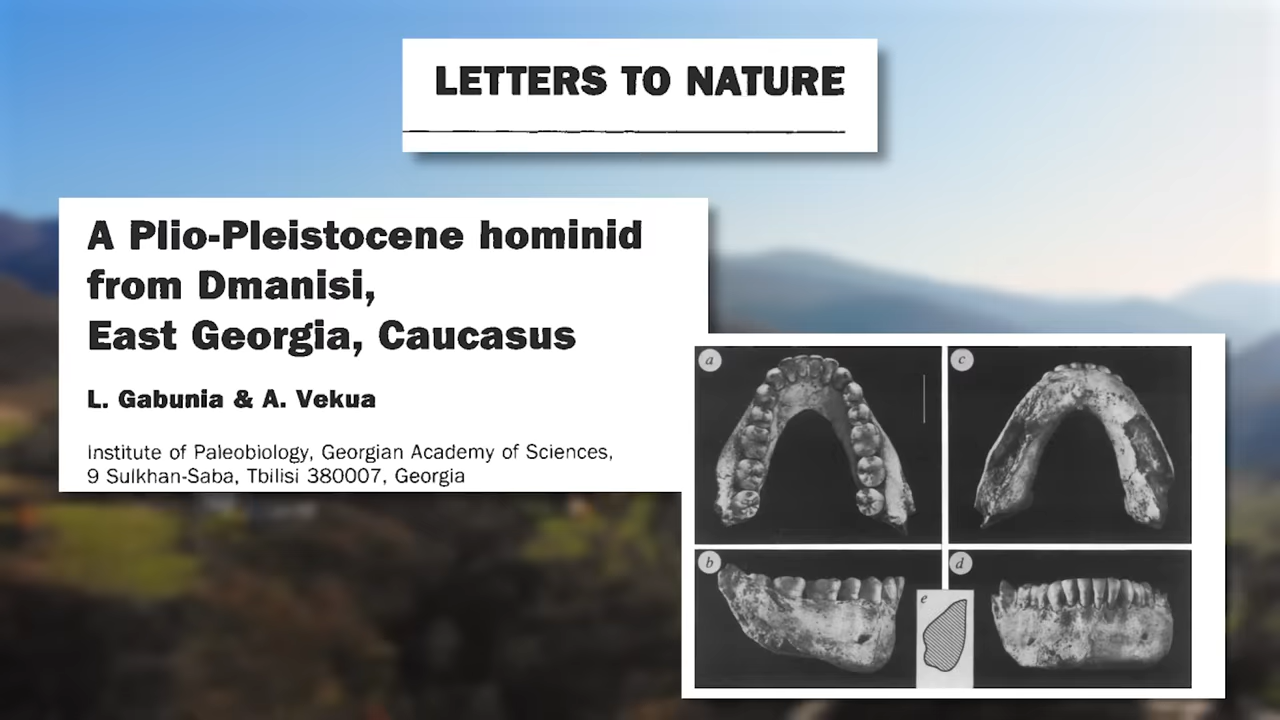 LETTERS TO NATURE
A Plio-Pleistocene hominid
from Dmanisi,
East Georgia, Caucasus
L. Gabunia & A. Vekua
Institute of Paleobiology, Georgian Academy of Sciences,
9 Sulkhan-Saba, Tbilisi 380007, Georgia
a
c
b
e
d